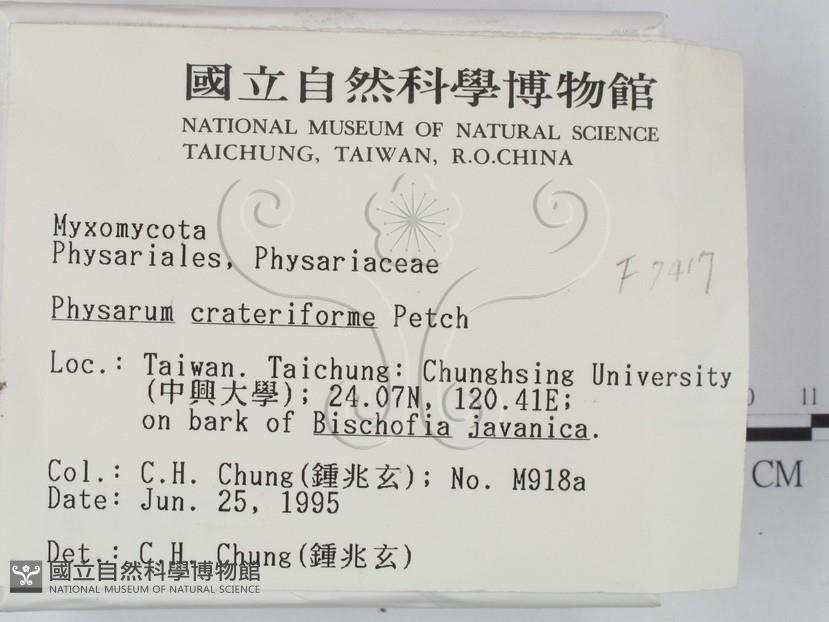 國立自然科學博物館
NATIONAL MUSEUM OF NATURAL SCIENCE
TAICHUNG, TAIWAN, R.O.CHINA
Myxomycota
Physariales, Physariaceae
F7417
Physarum crateriforme Petch
Loc.: Taiwan. Taichung: Chunghsing University
(中興大學); 24.07N, 120.41E;
on bark of Bischofia javanica.
Col.: C.H. Chung(鍾兆玄); No. M918a
Date: Jun. 25, 1995
Det.: C.H. Chung(鍾兆玄)
國立自然科學博物館
NATIONAL MUSEUM OF NATURAL SCIENCE
11
CM